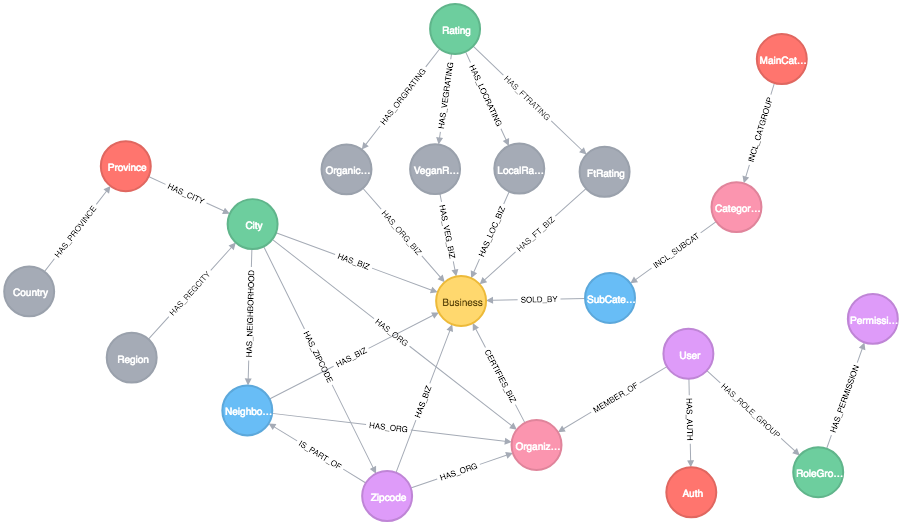 Rating
MainCat...
HAS_ORGRATING
HAS_VEGRATING
HAS_LOCRATING
HAS_FTRATING
INCL_CATGROUP
Province
Organic...
VeganR...
LocalRa...
FtRating
HAS_CITY
Categor...
HAS_PROVINCE
City
HAS_ORG_BIZ
HAS_VEG_BIZ
HAS_LOC_BIZ
HAS_FT_BIZ
INCL_SUBCAT
HAS_BIZ
HAS_REGCITY
Country
Business
SOLD_BY
SubCate...
Permissi...
HAS_NEIGHBORHOOD
HAS_ZIPCODE
HAS_ORG
Region
HAS_BIZ
User
CERTIFIES_BIZ
MEMBER_OF
HAS_AUTH
HAS_ROLE_GROUP
HAS_PERMISSION
HAS_BIZ
Neighbo...
HAS_ORG
Organiz...
IS_PART_OF
HAS_ORG
RoleGro...
Zipcode
Auth